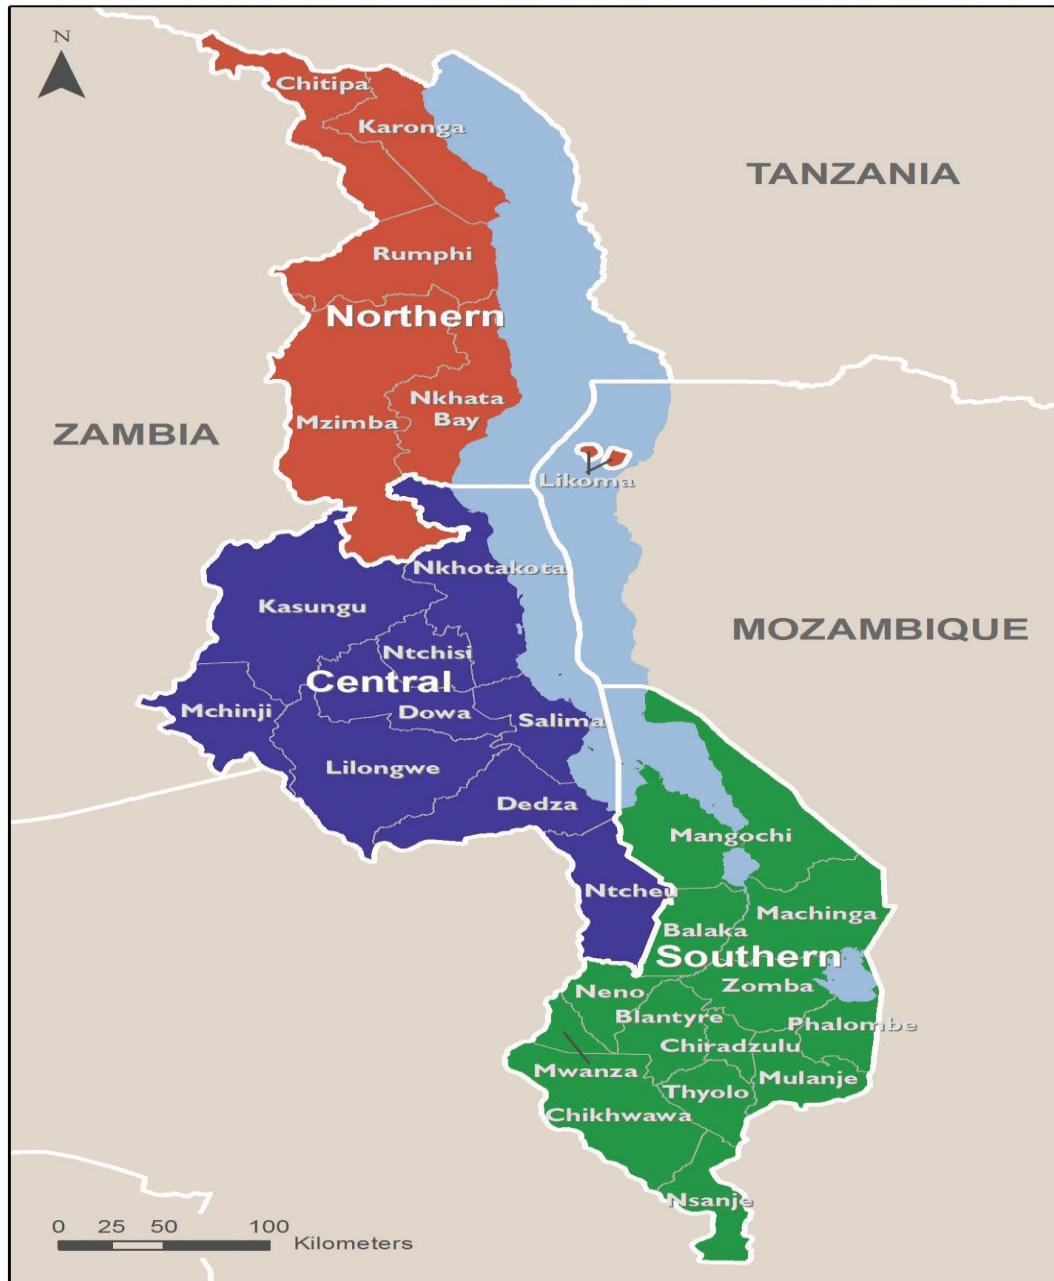 N
Chitipa
Karonga
TANZANIA
Rumphi
Northern
Nkhata
Bay
Mzimba
ZAMBIA
Likoma
Nkhotakota
Kasungu
MOZAMBIQUE
Ntchisi
Central
Mchinji
Dowa
Salima
Lilongwe
Dedza
Mangochi
Ntcheu
Machinga
Balaka
Southern
Zomba
Neno
Blantyre
Phalombe
Chiradzulu
Mwanza
Mulanje
Thyolo
Chikhwawa
Nsanje
0 25 50 100
Kilometers